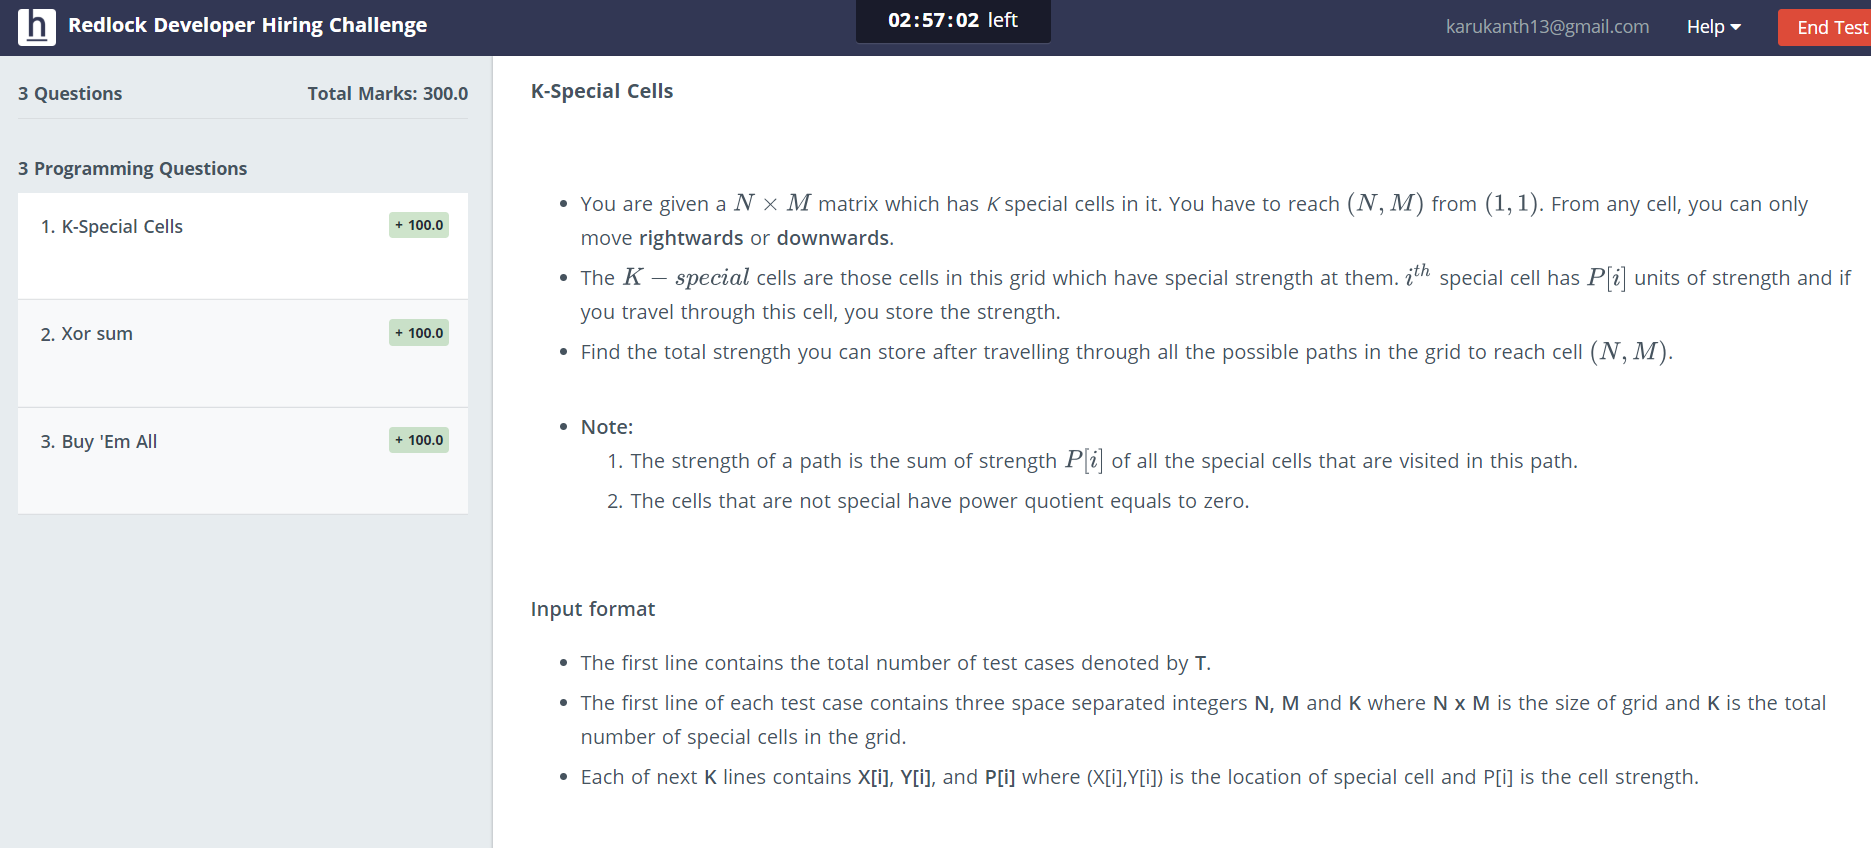 h Redlock Developer Hiring Challenge
02:57:02 left
karukanth13@gmail.com
Help
End Test
3 Questions
Total Marks: 300.0
3 Programming Questions
1. K-Special Cells
+ 100.0
2. Xor sum
+ 100.0
3. Buy 'Em All
+ 100.0
K-Special Cells
• You are given a N × M matrix which has K special cells in it. You have to reach (N, M) from (1, 1). From any cell, you can only
move rightwards or downwards.
• The K − special cells are those cells in this grid which have special strength at them. i^th special cell has P[i] units of strength and if
you travel through this cell, you store the strength.
• Find the total strength you can store after travelling through all the possible paths in the grid to reach cell (N, M).
• Note:
1. The strength of a path is the sum of strength P[i] of all the special cells that are visited in this path.
2. The cells that are not special have power quotient equals to zero.
Input format
• The first line contains the total number of test cases denoted by T.
• The first line of each test case contains three space separated integers N, M and K where N x M is the size of grid and K is the total
number of special cells in the grid.
• Each of next K lines contains X[i], Y[i], and P[i] where (X[i],Y[i]) is the location of special cell and P[i] is the cell strength.